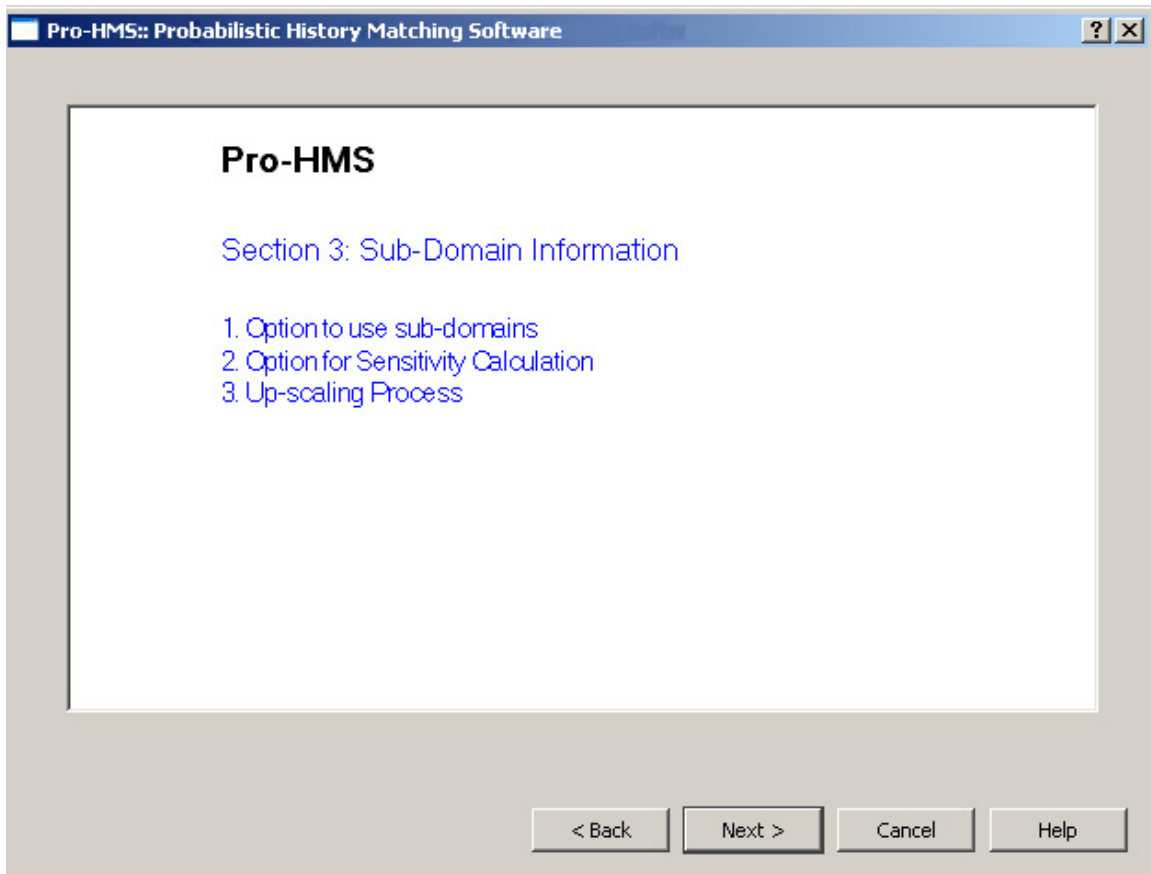 Pro-HMS:: Probabilistic History Matching Software
Pro-HMS
Section 3: Sub-Domain Information
1. Option to use sub-domains
2. Option for Sensitivity Calculation
3. Up-scaling Process
< Back Next > Cancel Help